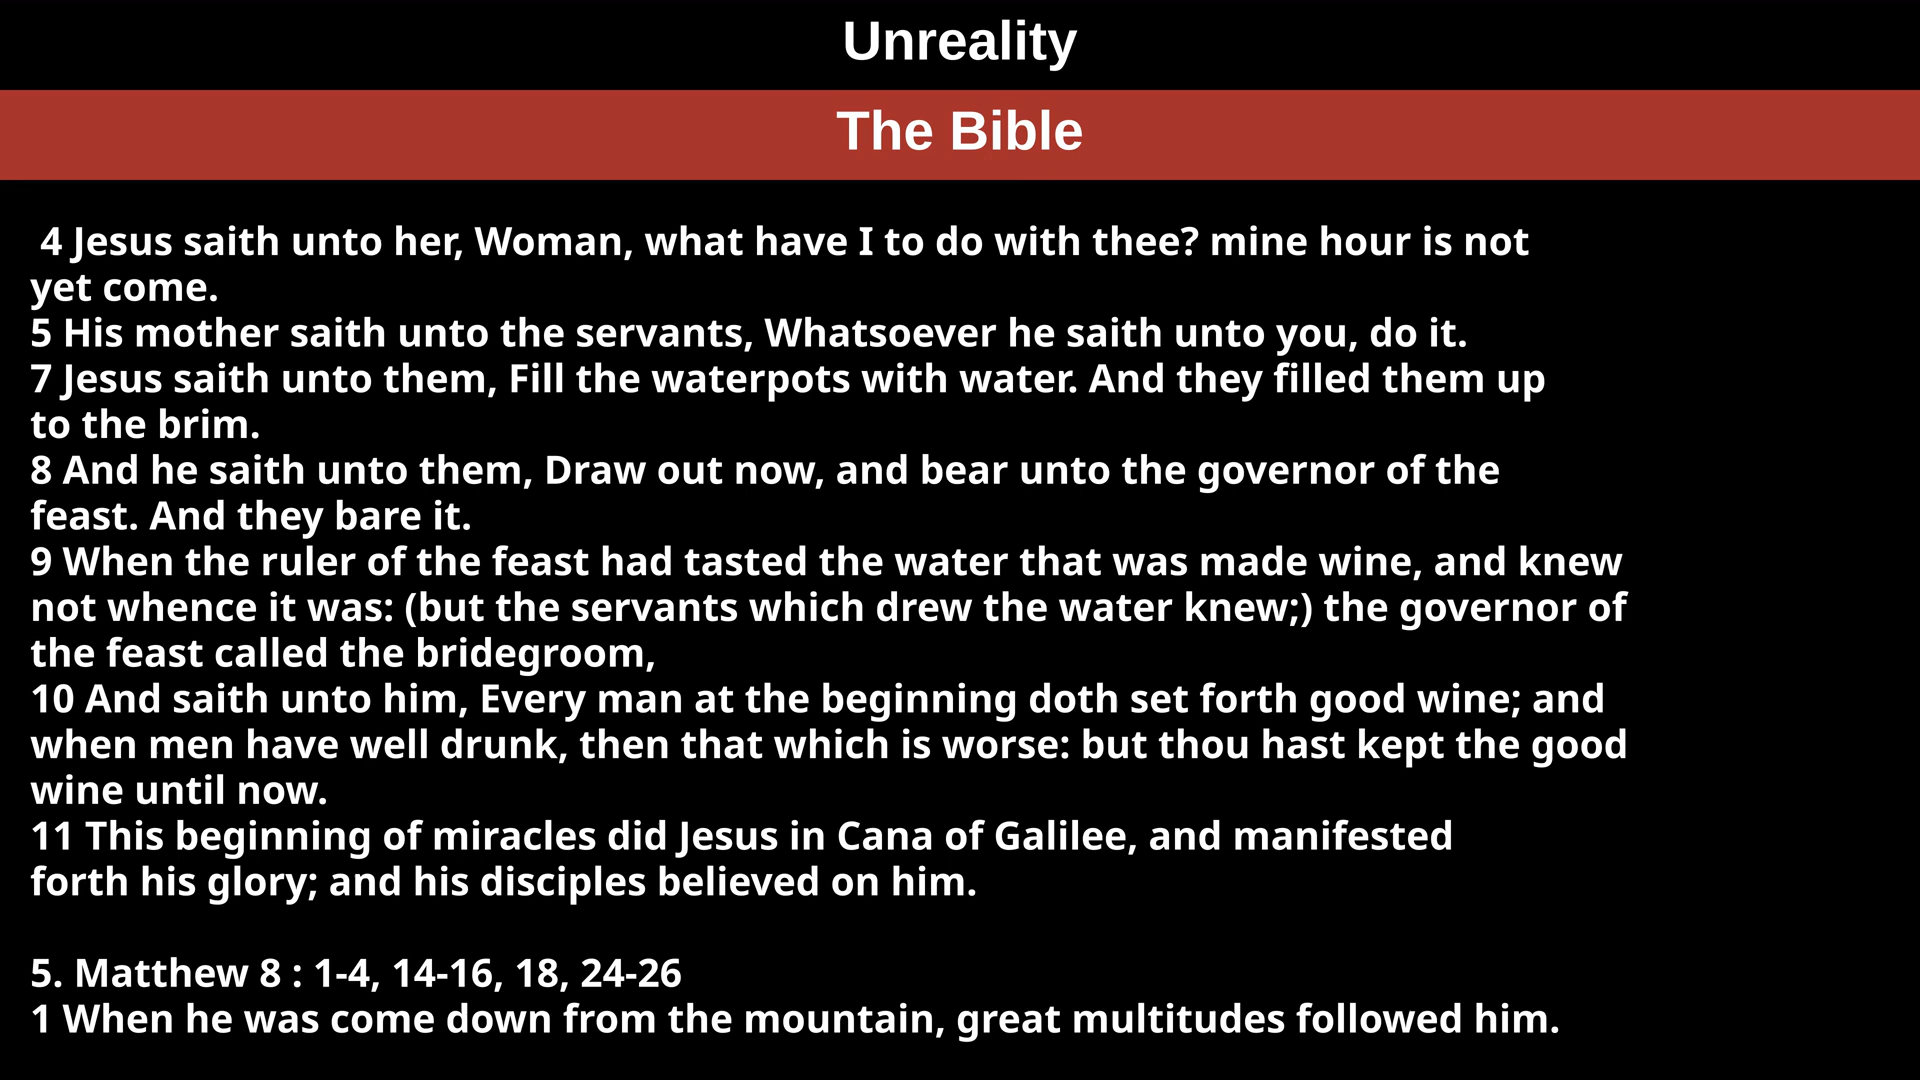 Unreality
The Bible
4 Jesus saith unto her, Woman, what have I to do with thee? mine hour is not
yet come.
5 His mother saith unto the servants, Whatsoever he saith unto you, do it.
7 Jesus saith unto them, Fill the waterpots with water. And they filled them up
to the brim.
8 And he saith unto them, Draw out now, and bear unto the governor of the
feast. And they bare it.
9 When the ruler of the feast had tasted the water that was made wine, and knew
not whence it was: (but the servants which drew the water knew;) the governor of
the feast called the bridegroom,
10 And saith unto him, Every man at the beginning doth set forth good wine; and
when men have well drunk, then that which is worse: but thou hast kept the good
wine until now.
11 This beginning of miracles did Jesus in Cana of Galilee, and manifested
forth his glory; and his disciples believed on him.
5. Matthew 8 : 1-4, 14-16, 18, 24-26
1 When he was come down from the mountain, great multitudes followed him.